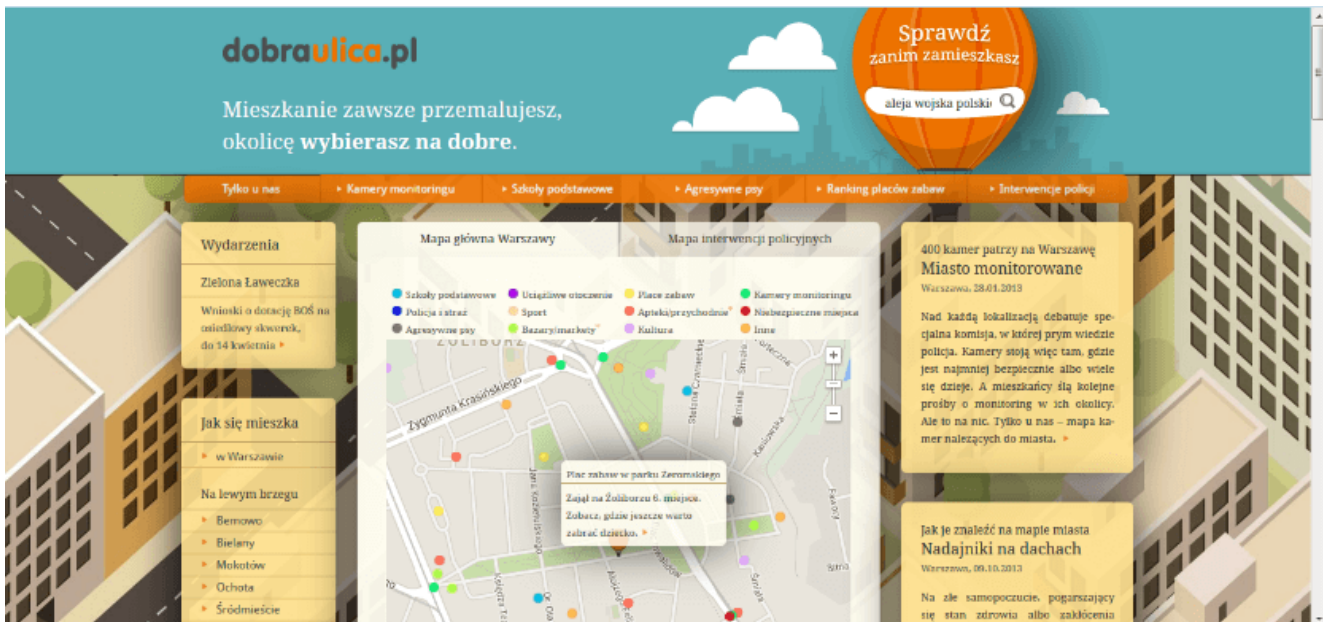 dobraulica.pl
Mieszkanie zawsze przemalujesz,
okolicę wybierasz na dobre.
Sprawdź
zanim zamieszkasz
aleja wojska polski
Tylko u nas
Kamery monitoringu
Szkoły podstawowe
Agresywne psy
Ranking placów zabaw
Interwencje policji
Wydarzenia
Zielona Ławeczka
Wnioski o dotację BOŚ na
osiedlowy skwerek,
do 14 kwietnia
Jak się mieszka
w Warszawie
Na lewym brzegu
Bemowo
Bielany
Mokotów
Ochota
Śródmieście
Mapa główna Warszawy
Mapa interwencji policyjnych
Szkoły podstawowe
Uciążliwe otoczenie
Place zabaw
Kamery monitoringu
Policja i straż
Sport
Apteki/przychodnie*
Niebezpieczne miejsca
Agresywne psy
Bazary/markety*
Kultura
Inne
ŻOLIBORZ
Zygmunta Krasińskiego
Stefana Czarnieckiego
Śmiała
Forteczna
Kaniowska
Plac zabaw w parku Żeromskiego
Zajął na Żoliborzu 6. miejsce.
Zobacz, gdzie jeszcze warto
zabrać dziecko.
Śmiała
400 kamer patrzy na Warszawę
Miasto monitorowane
Warszawa, 28.01.2013
Nad każdą lokalizacją debatuje spe-
cjalna komisja, w której prym wiedzie
policja. Kamery stoją więc tam, gdzie
jest najmniej bezpiecznie albo wiele
się dzieje. A mieszkańcy ślą kolejne
prośby o monitoring w ich okolicy.
Ale to na nic. Tylko u nas – mapa ka-
mer należących do miasta.
Jak je znaleźć na mapie miasta
Nadajniki na dachach
Warszawa, 09.10.2013
Na złe samopoczucie, pogarszający
się stan zdrowia albo zakłócenia